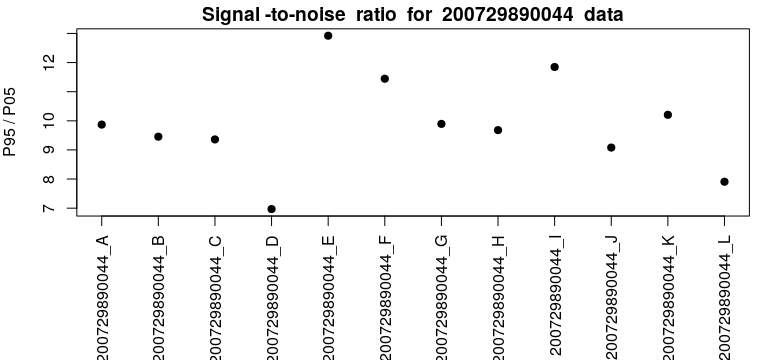 Signal -to-noise ratio for 200729890044 data
P95 / P05
12
10
9
8
7
200729890044_A
200729890044_B
200729890044_C
200729890044_D
200729890044_E
200729890044_F
200729890044_G
200729890044_H
200729890044_I
200729890044_J
200729890044_K
200729890044_L